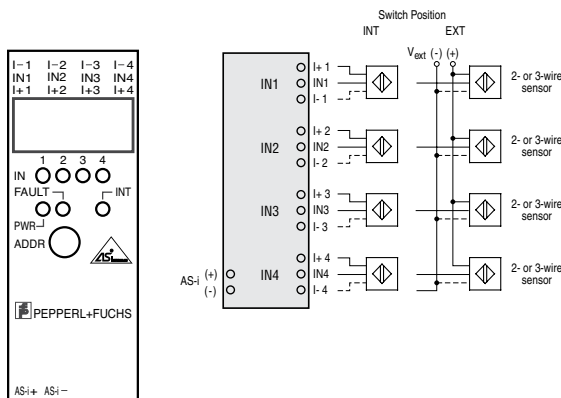 I-1 I-2 I-3 I-4
IN1 IN2 IN3 IN4
I+1 I+2 I+3 I+4
1 2 3 4
IN
FAULT INT
PWR
ADDR
ASi
PEPPERL+FUCHS
AS-i+ AS-i-
Switch Position
INT EXT
Vext (-) (+)
I+ 1
IN1 IN1
I- 1
2- or 3-wire
sensor
I+ 2
IN2 IN2
I- 2
2- or 3-wire
sensor
I+ 3
IN3 IN3
I- 3
2- or 3-wire
sensor
I+ 4
IN4 IN4
I- 4
2- or 3-wire
sensor
AS-i (+)
(-)